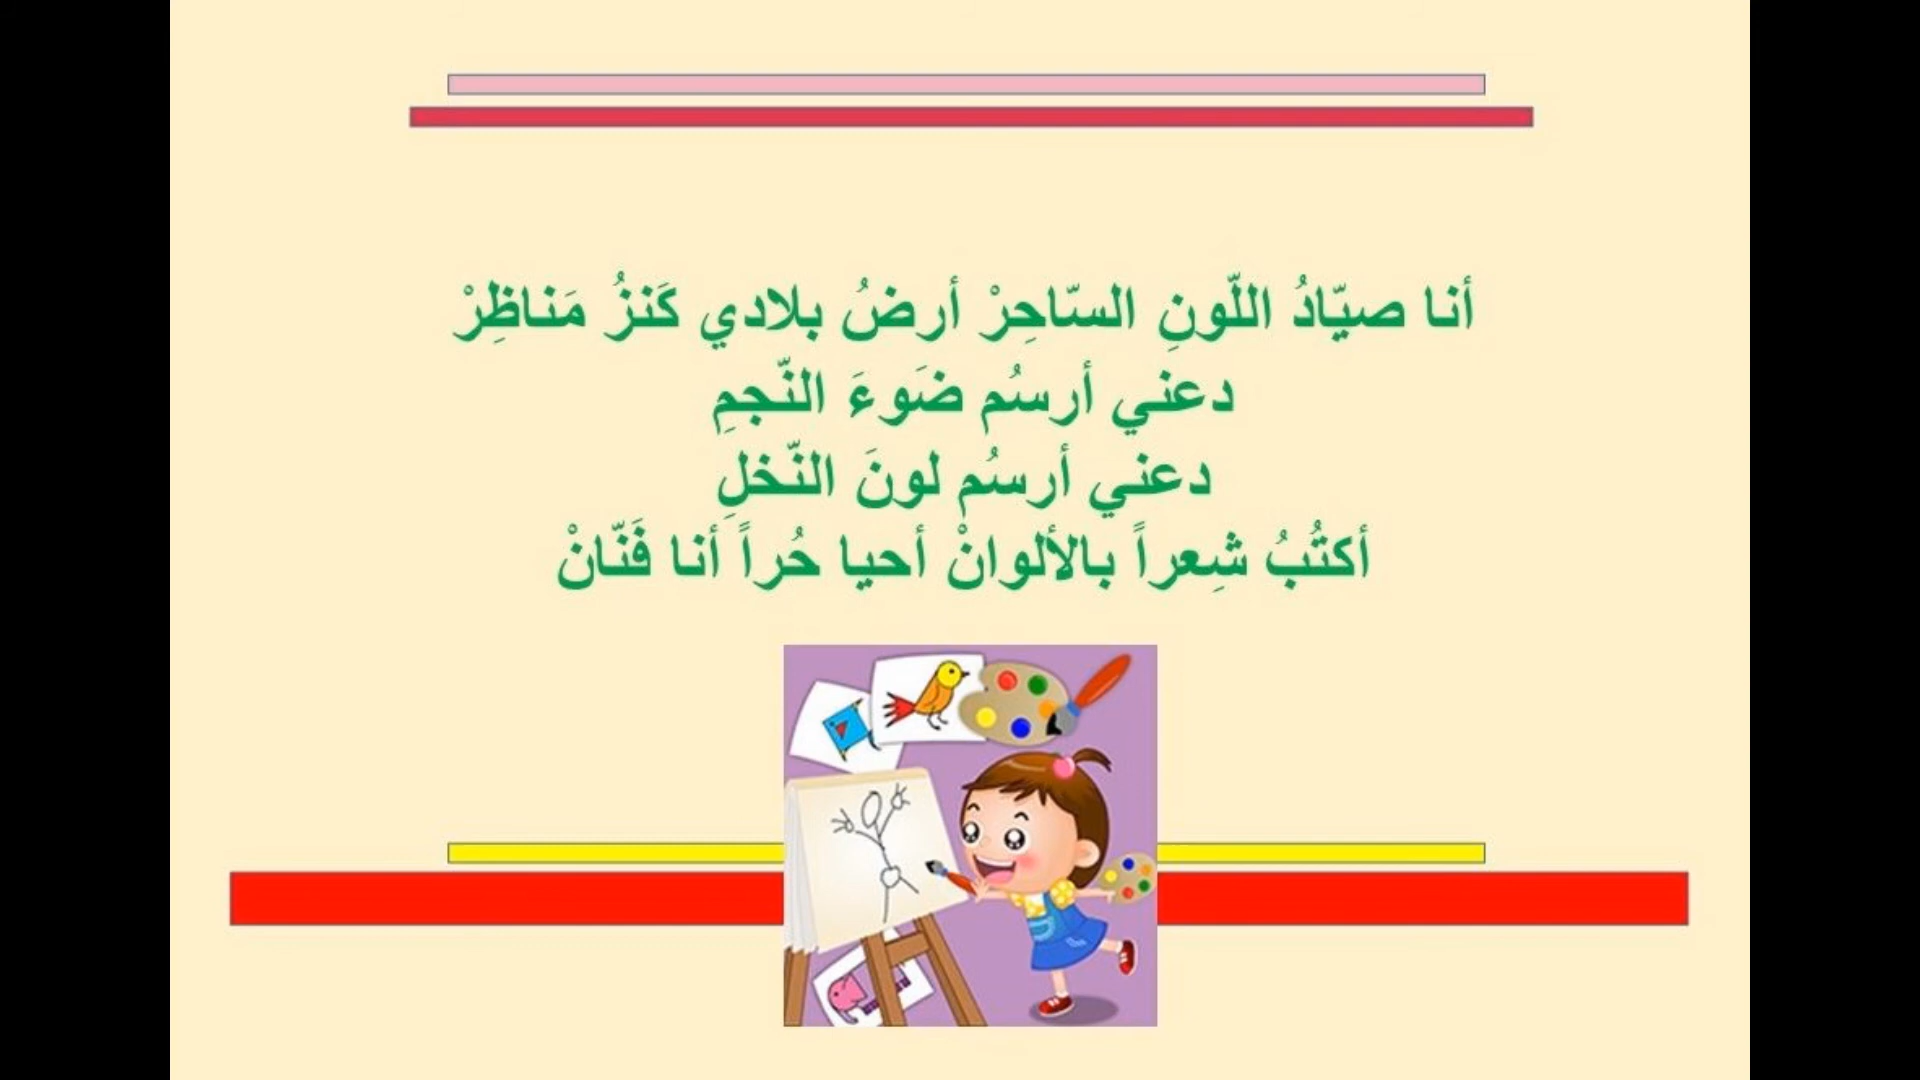 أنا صيّادُ اللّونِ السّاحِرْ أرضُ بلادي كَنزُ مَناظِرْ
دعني أرسُم ضَوءَ النّجمِ
دعني أرسُم لونَ النّخلِ
أكتُبُ شِعراً بالألوانْ أحيا حُراً أنا فَنّانْ